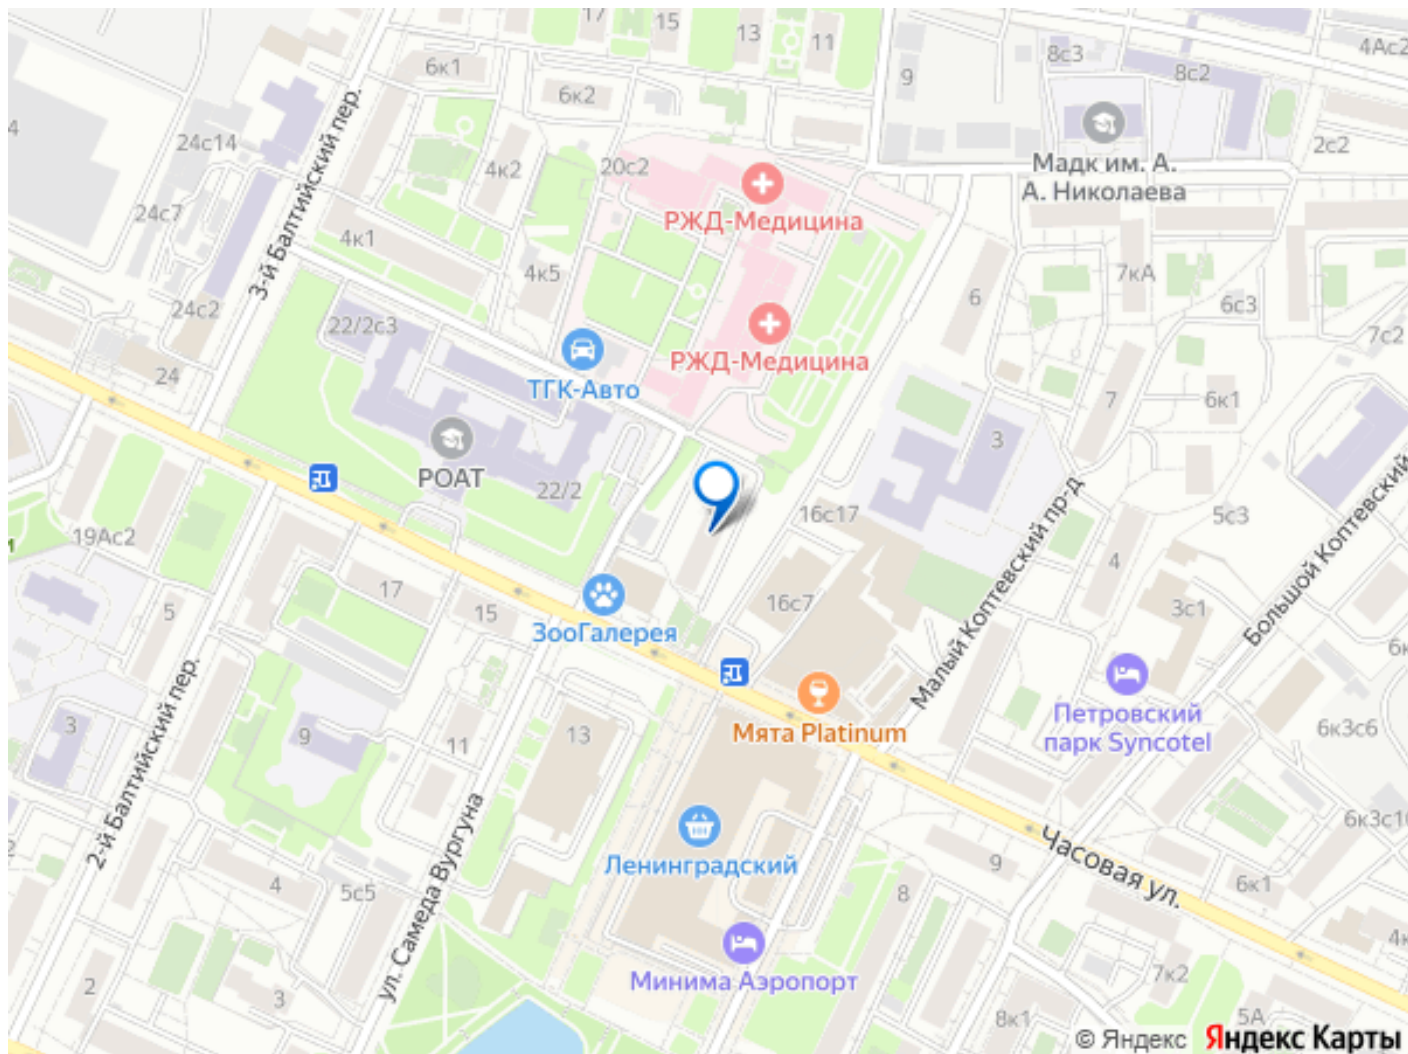 17
15
13
11
4Ас2
6к1
8с3
8с2
9
6к2
4
24с14
3-й Балтийский пер.
4к2
20с2
2с2
Мадк им. А.
А. Николаева
24с7
РЖД-Медицина
4к1
4к5
7кА
6
6с3
24с2
22/2с3
7с2
РЖД-Медицина
24
ТГК-Авто
7
6к1
3
РОАТ
22/2
16с17
5с3
Малый Коптевский пр-д
Большой Коптевский
19Ас2
и
4
17
5
15
16с7
3с1
ЗооГалерея
2-й Балтийский пер.
Петровский
парк Syncotel
3
9
11
13
Мята Platinum
6к3с6
ул. Самеда Вургуна
Ленинградский
Часовая ул.
9
4
5с5
8
6к1
Минима Аэропорт
7к2
2
3
8к1
5А
© Яндекс Яндекс Карты